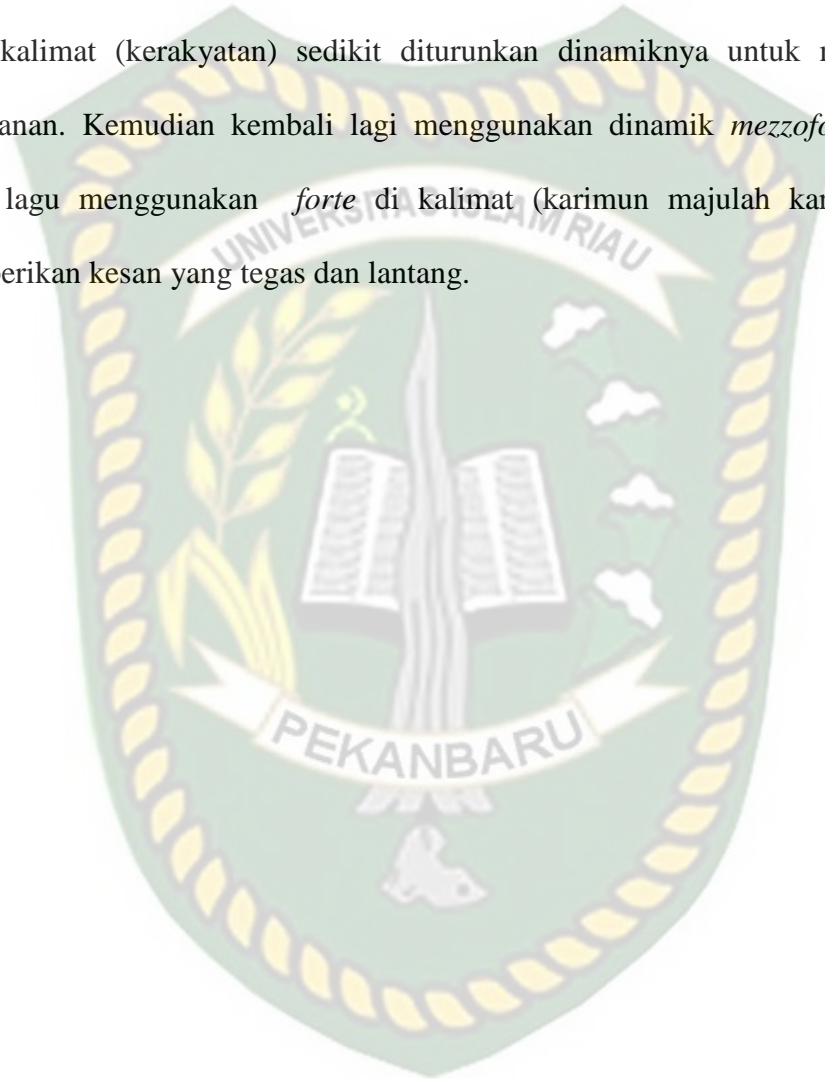 kalimat (kerakyatan) sedikit diturunkan dinamiknya untuk
anan. Kemudian kembali lagi menggunakan dinamik mezzofo
lagu menggunakan forte di kalimat (karimun majulah kar
erikan kesan yang tegas dan lantang.
UNIVERSITAS ISLAM RIAU
PEKANBARU